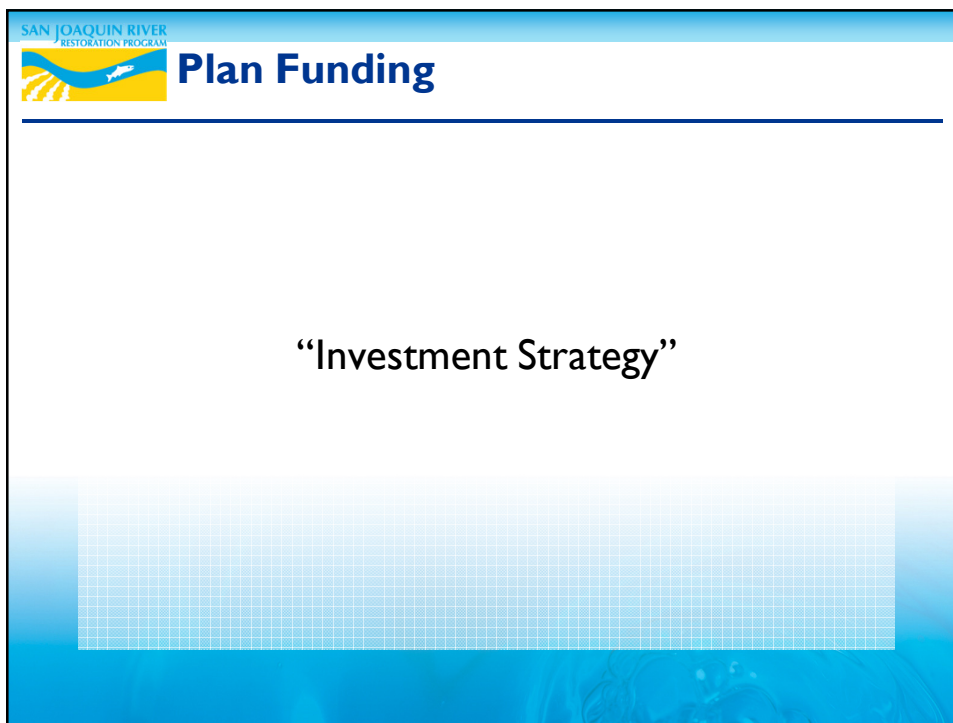 SAN JOAQUIN RIVER
RESTORATION PROGRAM
Plan Funding
“Investment Strategy”